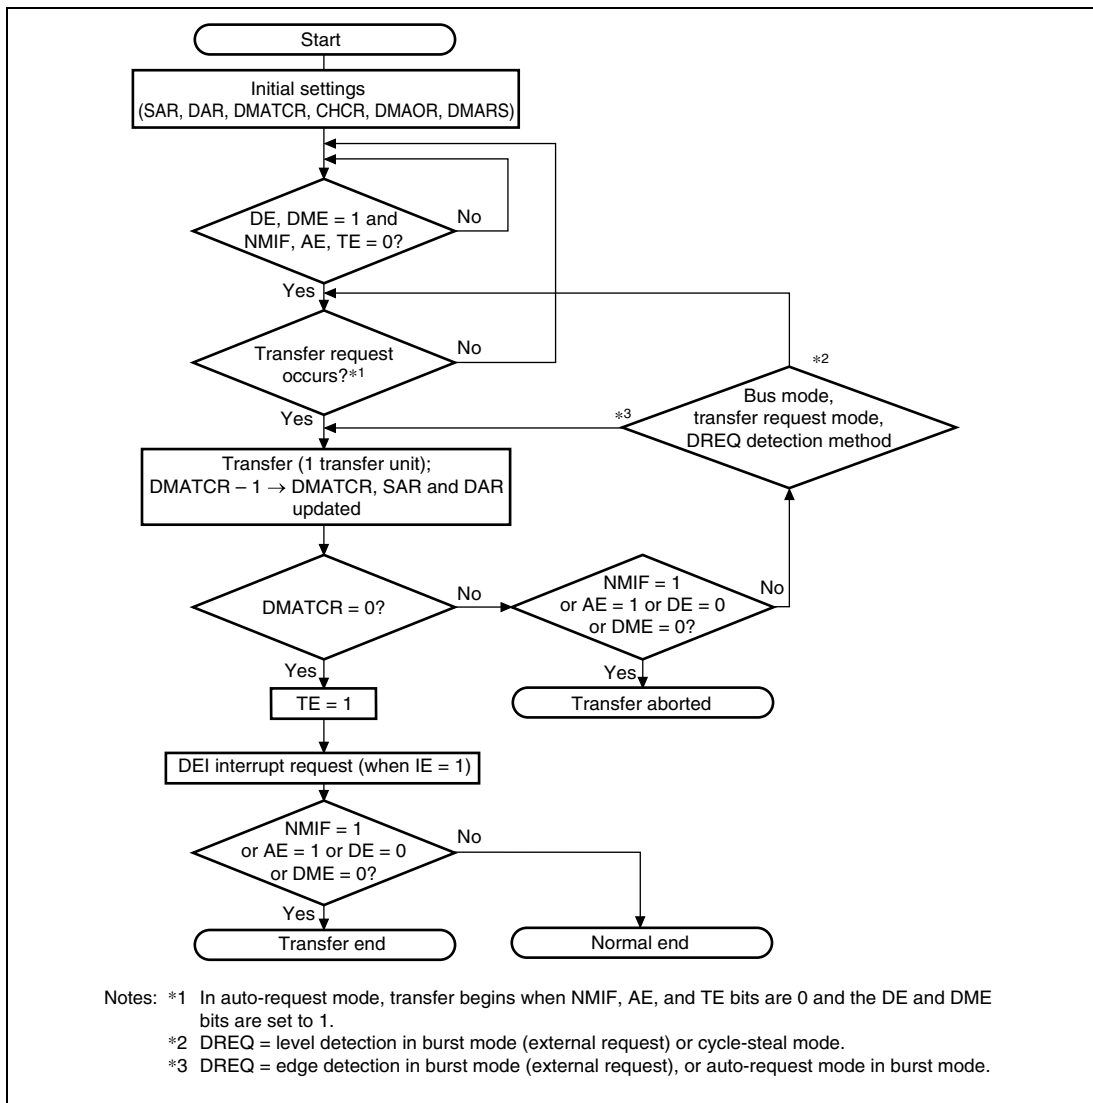 Start
Initial settings
(SAR, DAR, DMATCR, CHCR, DMAOR, DMARS)
DE, DME = 1 and
NMIF, AE, TE = 0?
No
Yes
Transfer request
occurs?*1
No
Yes
*2
Bus mode,
transfer request mode,
DREQ detection method
*3
Transfer (1 transfer unit);
DMATCR – 1 → DMATCR, SAR and DAR
updated
DMATCR = 0?
No
NMIF = 1
or AE = 1 or DE = 0
or DME = 0?
No
Yes
Yes
TE = 1
Transfer aborted
DEI interrupt request (when IE = 1)
NMIF = 1
or AE = 1 or DE = 0
or DME = 0?
No
Yes
Transfer end
Normal end
Notes: *1 In auto-request mode, transfer begins when NMIF, AE, and TE bits are 0 and the DE and DME
bits are set to 1.
*2 DREQ = level detection in burst mode (external request) or cycle-steal mode.
*3 DREQ = edge detection in burst mode (external request), or auto-request mode in burst mode.